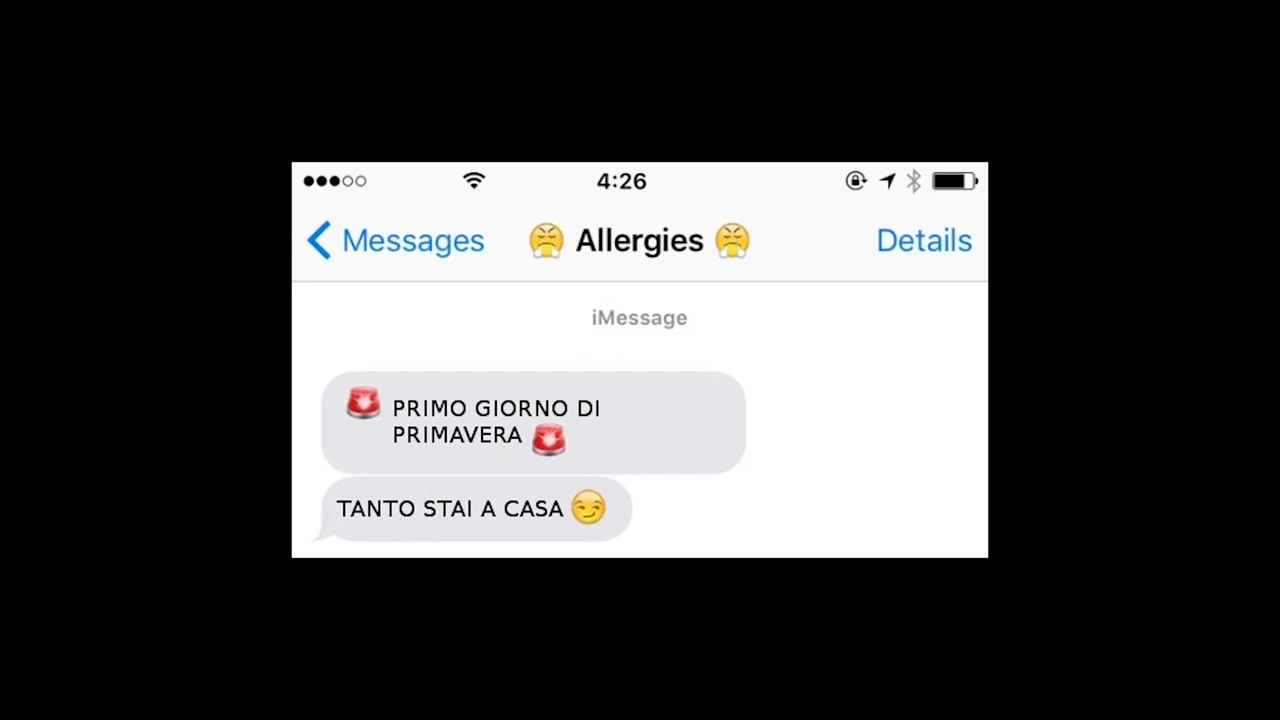 4:26
Messages 😤 Allergies 😤 Details
iMessage
🚨 PRIMO GIORNO DI
PRIMAVERA 🚨
TANTO STAI A CASA 😏